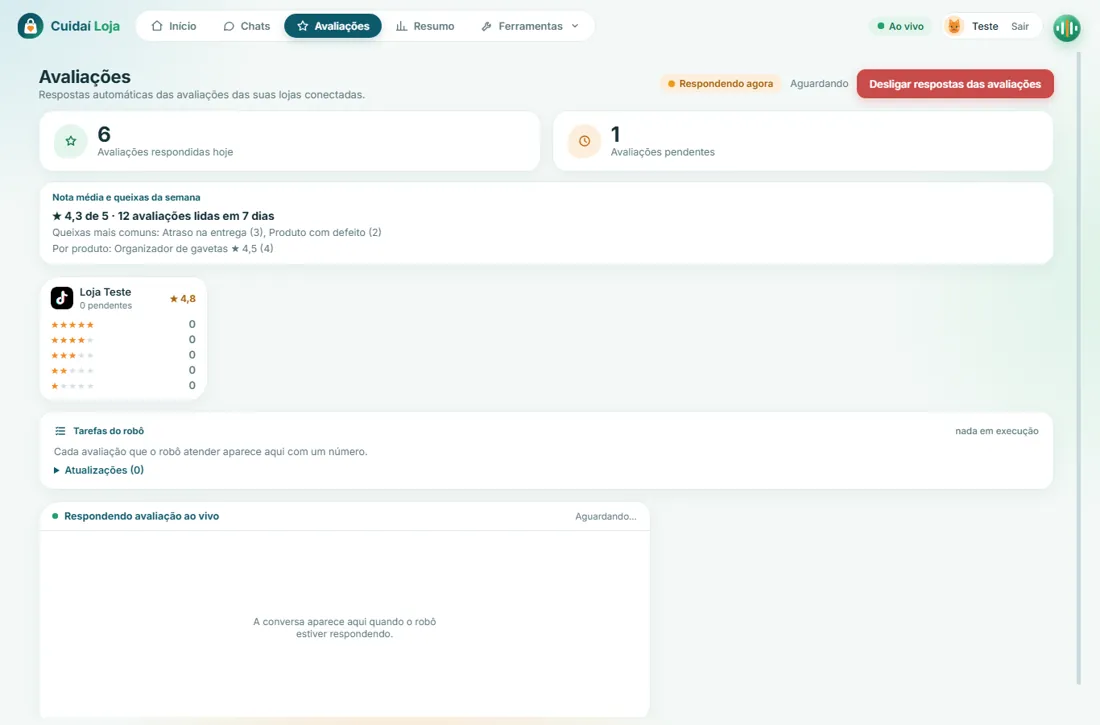 Cuidaí Loja
Início
Chats
Avaliações
Resumo
Ferramentas
Ao vivo
Teste
Sair
Avaliações
Respostas automáticas das avaliações das suas lojas conectadas.
Respondendo agora
Aguardando
Desligar respostas das avaliações
6
Avaliações respondidas hoje
1
Avaliações pendentes
Nota média e queixas da semana
★ 4,3 de 5 · 12 avaliações lidas em 7 dias
Queixas mais comuns: Atraso na entrega (3), Produto com defeito (2)
Por produto: Organizador de gavetas ★ 4,5 (4)
Loja Teste
0 pendentes
★ 4,8
★★★★★ 0
★★★★★ 0
★★★★★ 0
★★★★★ 0
★★★★★ 0
Tarefas do robô
nada em execução
Cada avaliação que o robô atender aparece aqui com um número.
▶ Atualizações (0)
Respondendo avaliação ao vivo
Aguardando...
A conversa aparece aqui quando o robô
estiver respondendo.